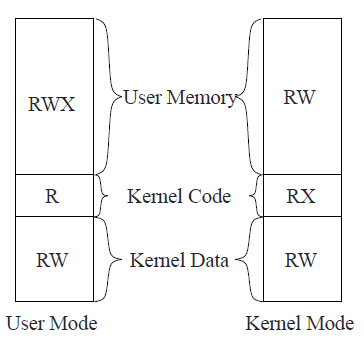 RWX User Memory RW
R Kernel Code RX
RW Kernel Data RW
User Mode Kernel Mode